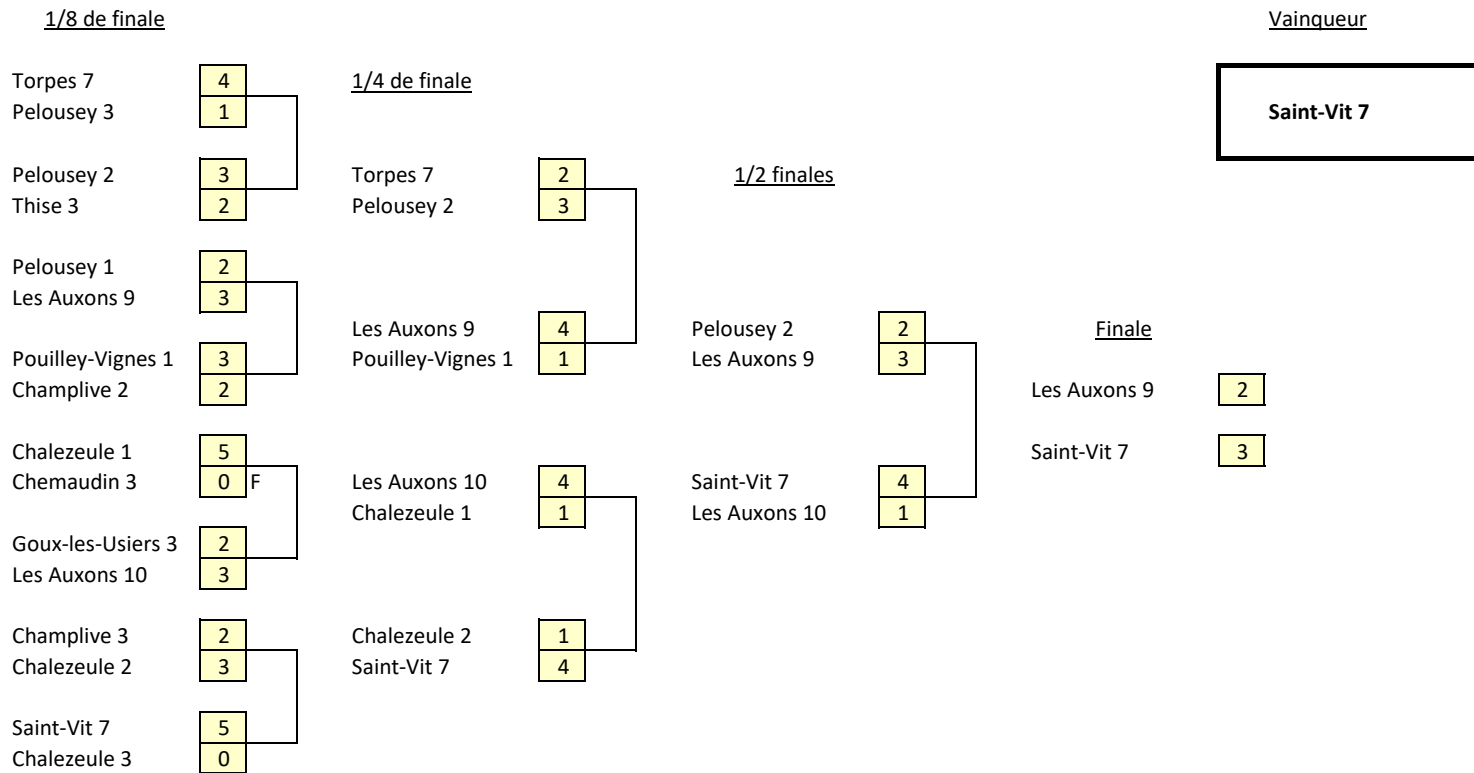 1/8 de finale
Vainqueur
Torpes 7 4
Pelousey 3 1
1/4 de finale
Saint-Vit 7
Pelousey 2 3
Thise 3 2
Torpes 7 2
Pelousey 2 3
1/2 finales
Pelousey 1 2
Les Auxons 9 3
Pouilley-Vignes 1 3
Champlive 2 2
Les Auxons 9 4
Pouilley-Vignes 1 1
Pelousey 2 2
Les Auxons 9 3
Finale
Les Auxons 9 2
Saint-Vit 7 3
Chalezeule 1 5
Chemaudin 3 0 F
Les Auxons 10 4
Chalezeule 1 1
Saint-Vit 7 4
Les Auxons 10 1
Goux-les-Usiers 3 2
Les Auxons 10 3
Champlive 3 2
Chalezeule 2 3
Chalezeule 2 1
Saint-Vit 7 4
Saint-Vit 7 5
Chalezeule 3 0